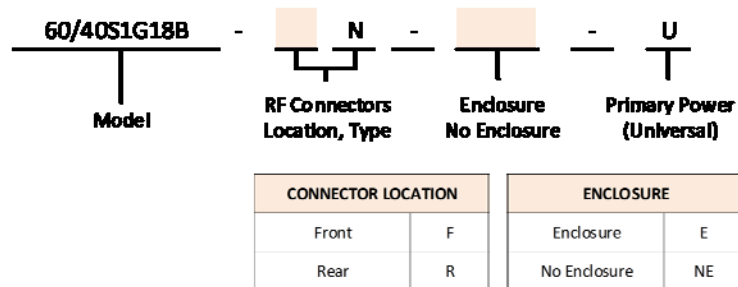 60/40S1G18B - N - - U
Model
RF Connectors
Location, Type
Enclosure
No Enclosure
Primary Power
(Universal)
CONNECTOR LOCATION
Front F
Rear R
ENCLOSURE
Enclosure E
No Enclosure NE